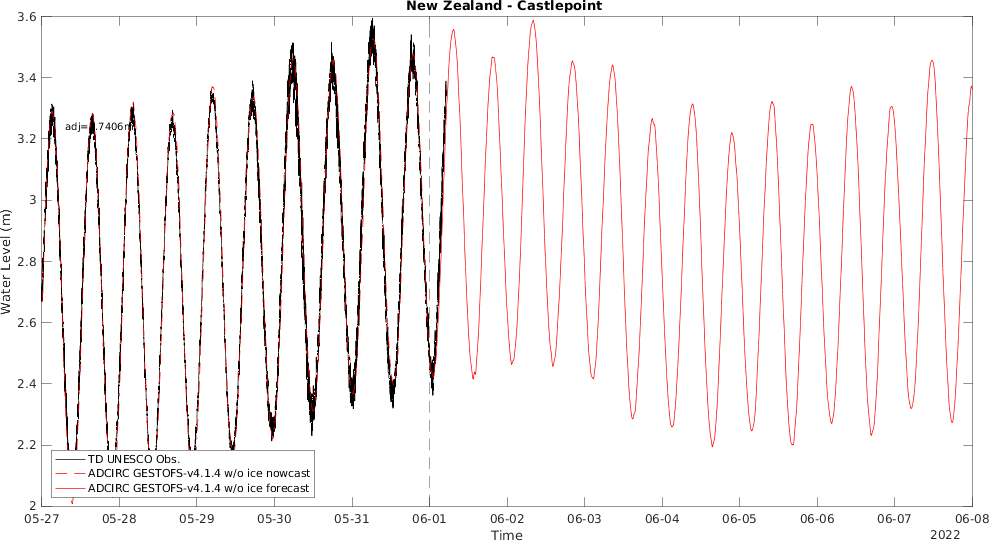 New Zealand - Castlepoint
3.6
3.4
3.2
3
2.8
2.6
2.4
2.2
2
Water Level (m)
TD UNESCO Obs.
ADCIRC GESTOFS-v4.1.4 w/o ice nowcast
ADCIRC GESTOFS-v4.1.4 w/o ice forecast
05-27 05-28 05-29 05-30 05-31 06-01 06-02 06-03 06-04 06-05 06-06 06-07 06-08
Time
2022